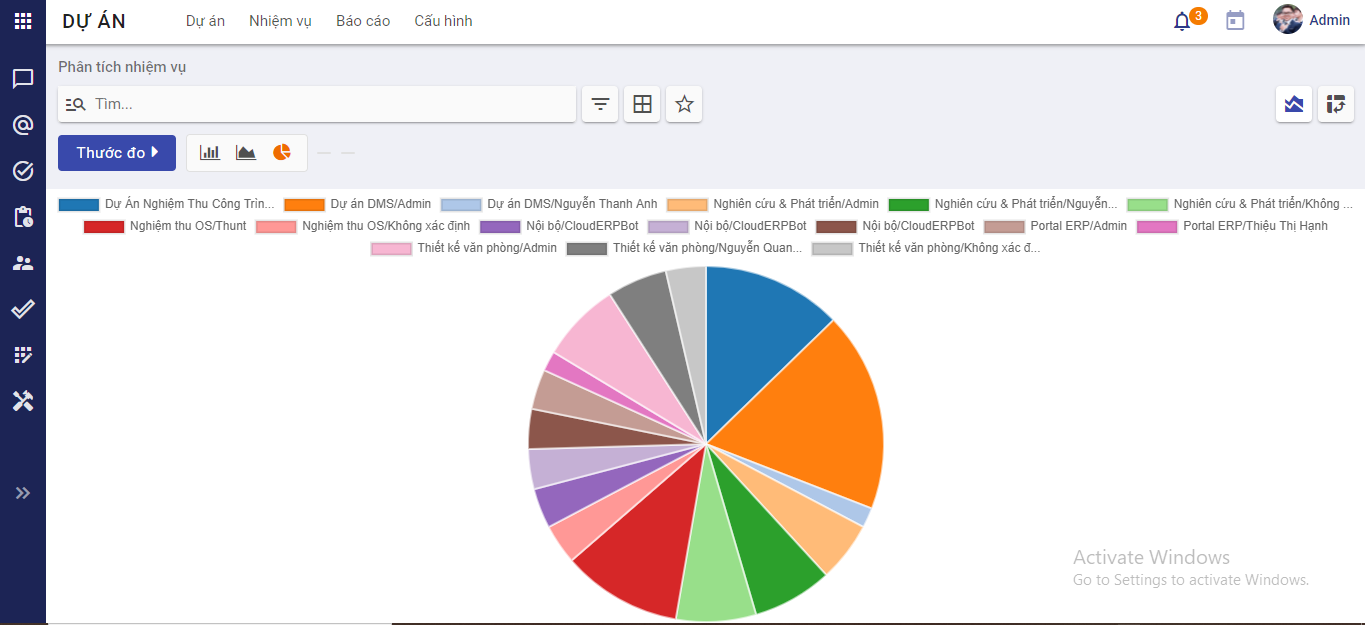 DỰ ÁN Dự án Nhiệm vụ Báo cáo Cấu hình 3 Admin
Phân tích nhiệm vụ
Tìm...
Thước đo
Dự Án Nghiệm Thu Công Trìn... Dự án DMS/Admin Dự án DMS/Nguyễn Thanh Anh Nghiên cứu & Phát triển/Admin Nghiên cứu & Phát triển/Nguyễn... Nghiên cứu & Phát triển/Không ...
Nghiệm thu OS/Thunt Nghiệm thu OS/Không xác định Nội bộ/CloudERPBot Nội bộ/CloudERPBot Nội bộ/CloudERPBot Portal ERP/Admin Portal ERP/Thiệu Thị Hạnh
Thiết kế văn phòng/Admin Thiết kế văn phòng/Nguyễn Quan... Thiết kế văn phòng/Không xác đ...
Activate Windows
Go to Settings to activate Windows.